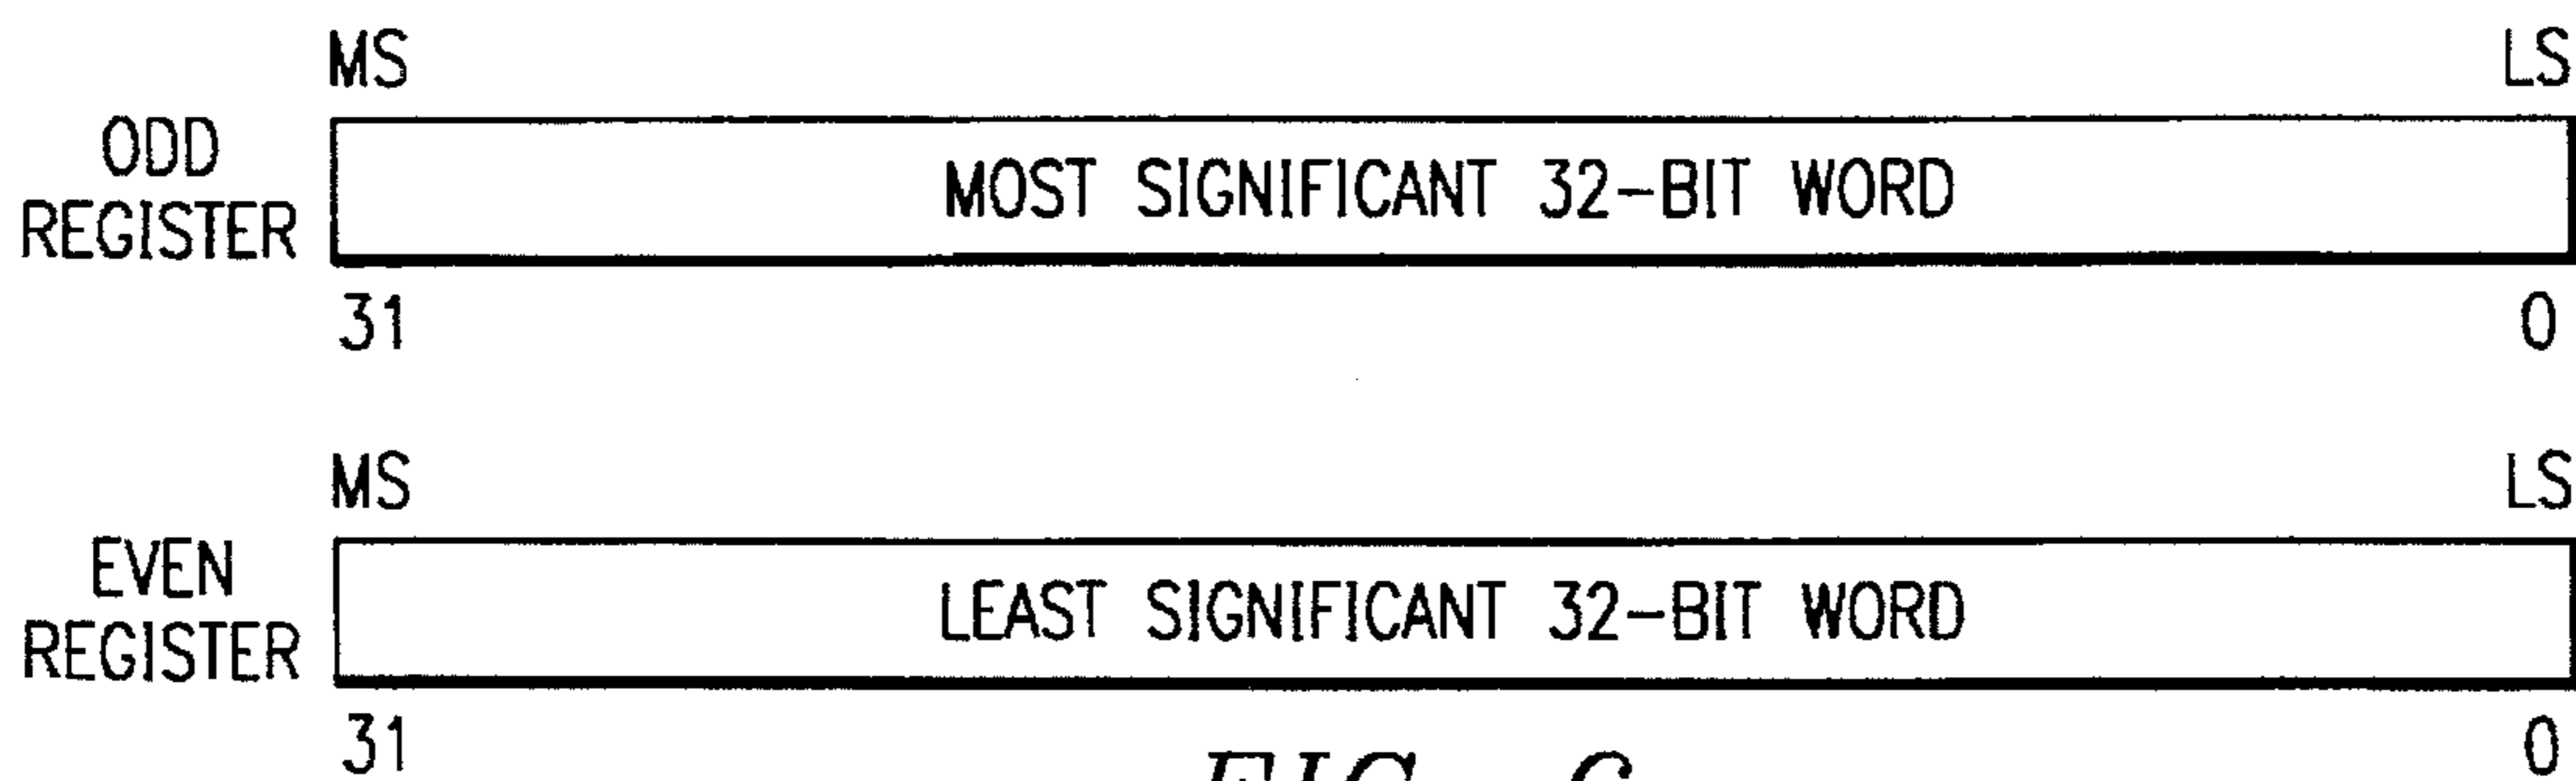 MS LS
ODD
REGISTER
MOST SIGNIFICANT 32-BIT WORD
31 0
MS LS
EVEN
REGISTER
LEAST SIGNIFICANT 32-BIT WORD
31 0